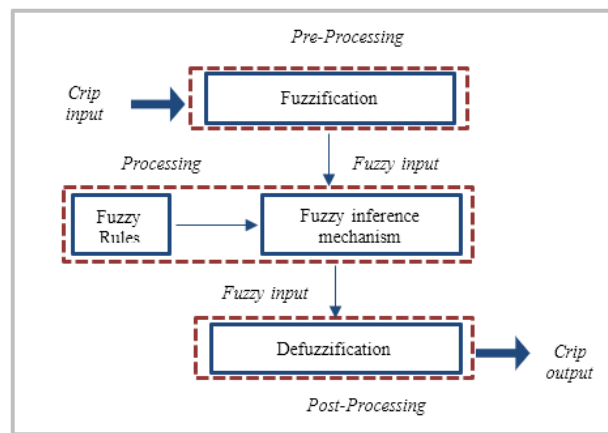 Pre-Processing
Crip
input
Fuzzification
Processing
Fuzzy input
Fuzzy
Rules
Fuzzy inference
mechanism
Fuzzy input
Defuzzification
Crip
output
Post-Processing